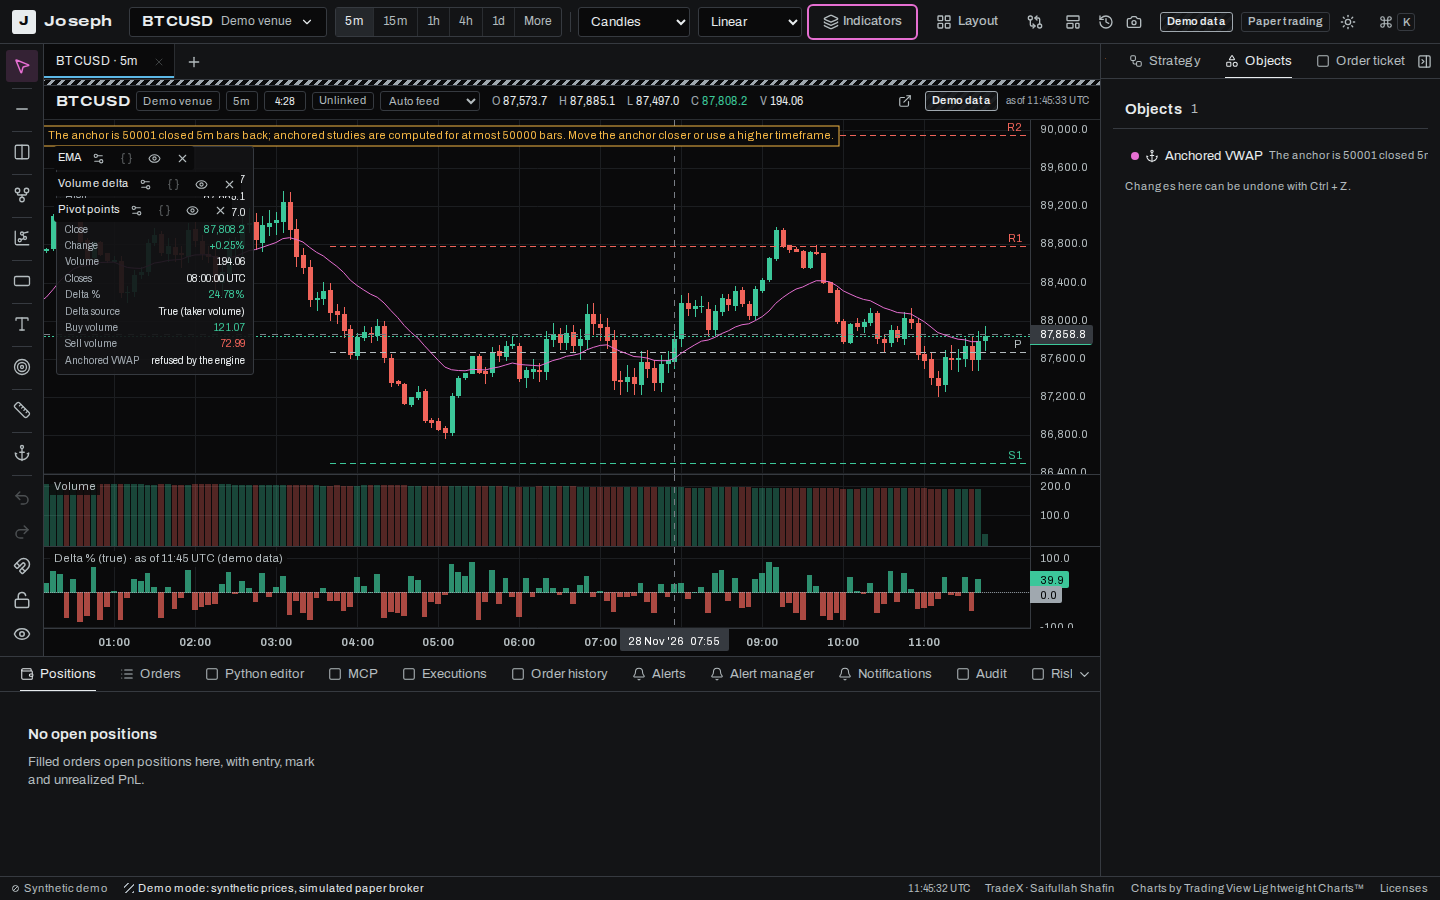 J Joseph BTCUSD Demo venue 5m 15m 1h 4h 1d More Candles Linear Indicators Layout Demo data Paper trading ⌘ K
BTCUSD · 5m
BTCUSD Demo venue 5m 4:28 Unlinked Auto feed O 87,573.7 H 87,885.1 L 87,497.0 C 87,808.2 V 194.06 Demo data as of 11:45:33 UTC
The anchor is 50001 closed 5m bars back; anchored studies are computed for at most 50000 bars. Move the anchor closer or use a higher timeframe.
EMA
Volume delta
Pivot points
Close 87,808.2
Change +0.25%
Volume 194.06
Closes 08:00:00 UTC
Delta % 24.78%
Delta source True (taker volume)
Buy volume 121.07
Sell volume 72.99
Anchored VWAP refused by the engine
R2
R1
P
S1
90,000.0
89,600.0
89,200.0
88,800.0
88,400.0
88,000.0
87,858.8
87,600.0
87,200.0
86,800.0
86,400.0
Volume
200.0
100.0
Delta % (true) · as of 11:45 UTC (demo data)
100.0
39.9
0.0
-100.0
01:00 02:00 03:00 04:00 05:00 06:00 07:00 28 Nov '26 07:55 09:00 10:00 11:00
Strategy Objects Order ticket
Objects 1
Anchored VWAP The anchor is 50001 closed 5
Changes here can be undone with Ctrl + Z.
Positions Orders Python editor MCP Executions Order history Alerts Alert manager Notifications Audit
No open positions
Filled orders open positions here, with entry, mark
and unrealized PnL.
Synthetic demo Demo mode: synthetic prices, simulated paper broker 11:45:32 UTC TradeX · Saifullah Shafin Charts by TradingView Lightweight Charts™ Licenses